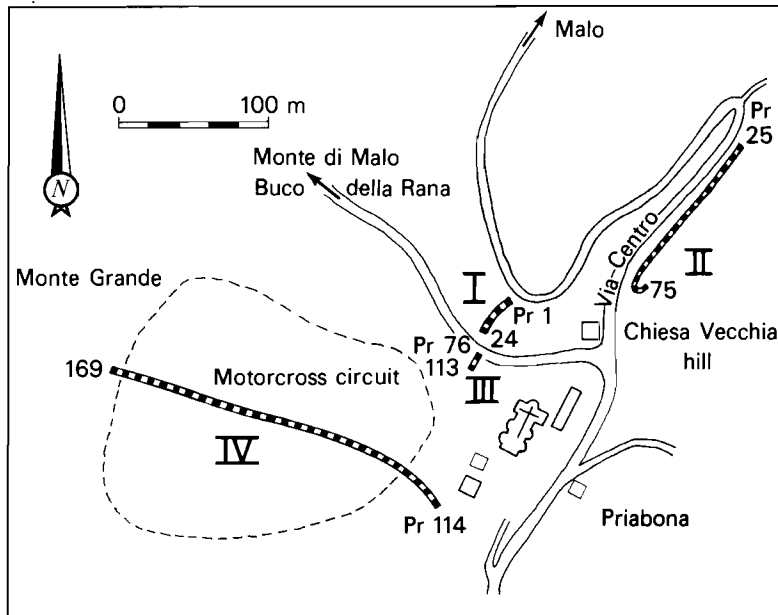 Malo
0 100 m
Pr
25
Monte di Malo
Buco della Rana
N
Via-Centro
Monte Grande
I
II
Pr 1
75
Pr 76
24
Chiesa Vecchia
hill
169
113
Motorcross circuit
III
IV
Pr 114
Priabona